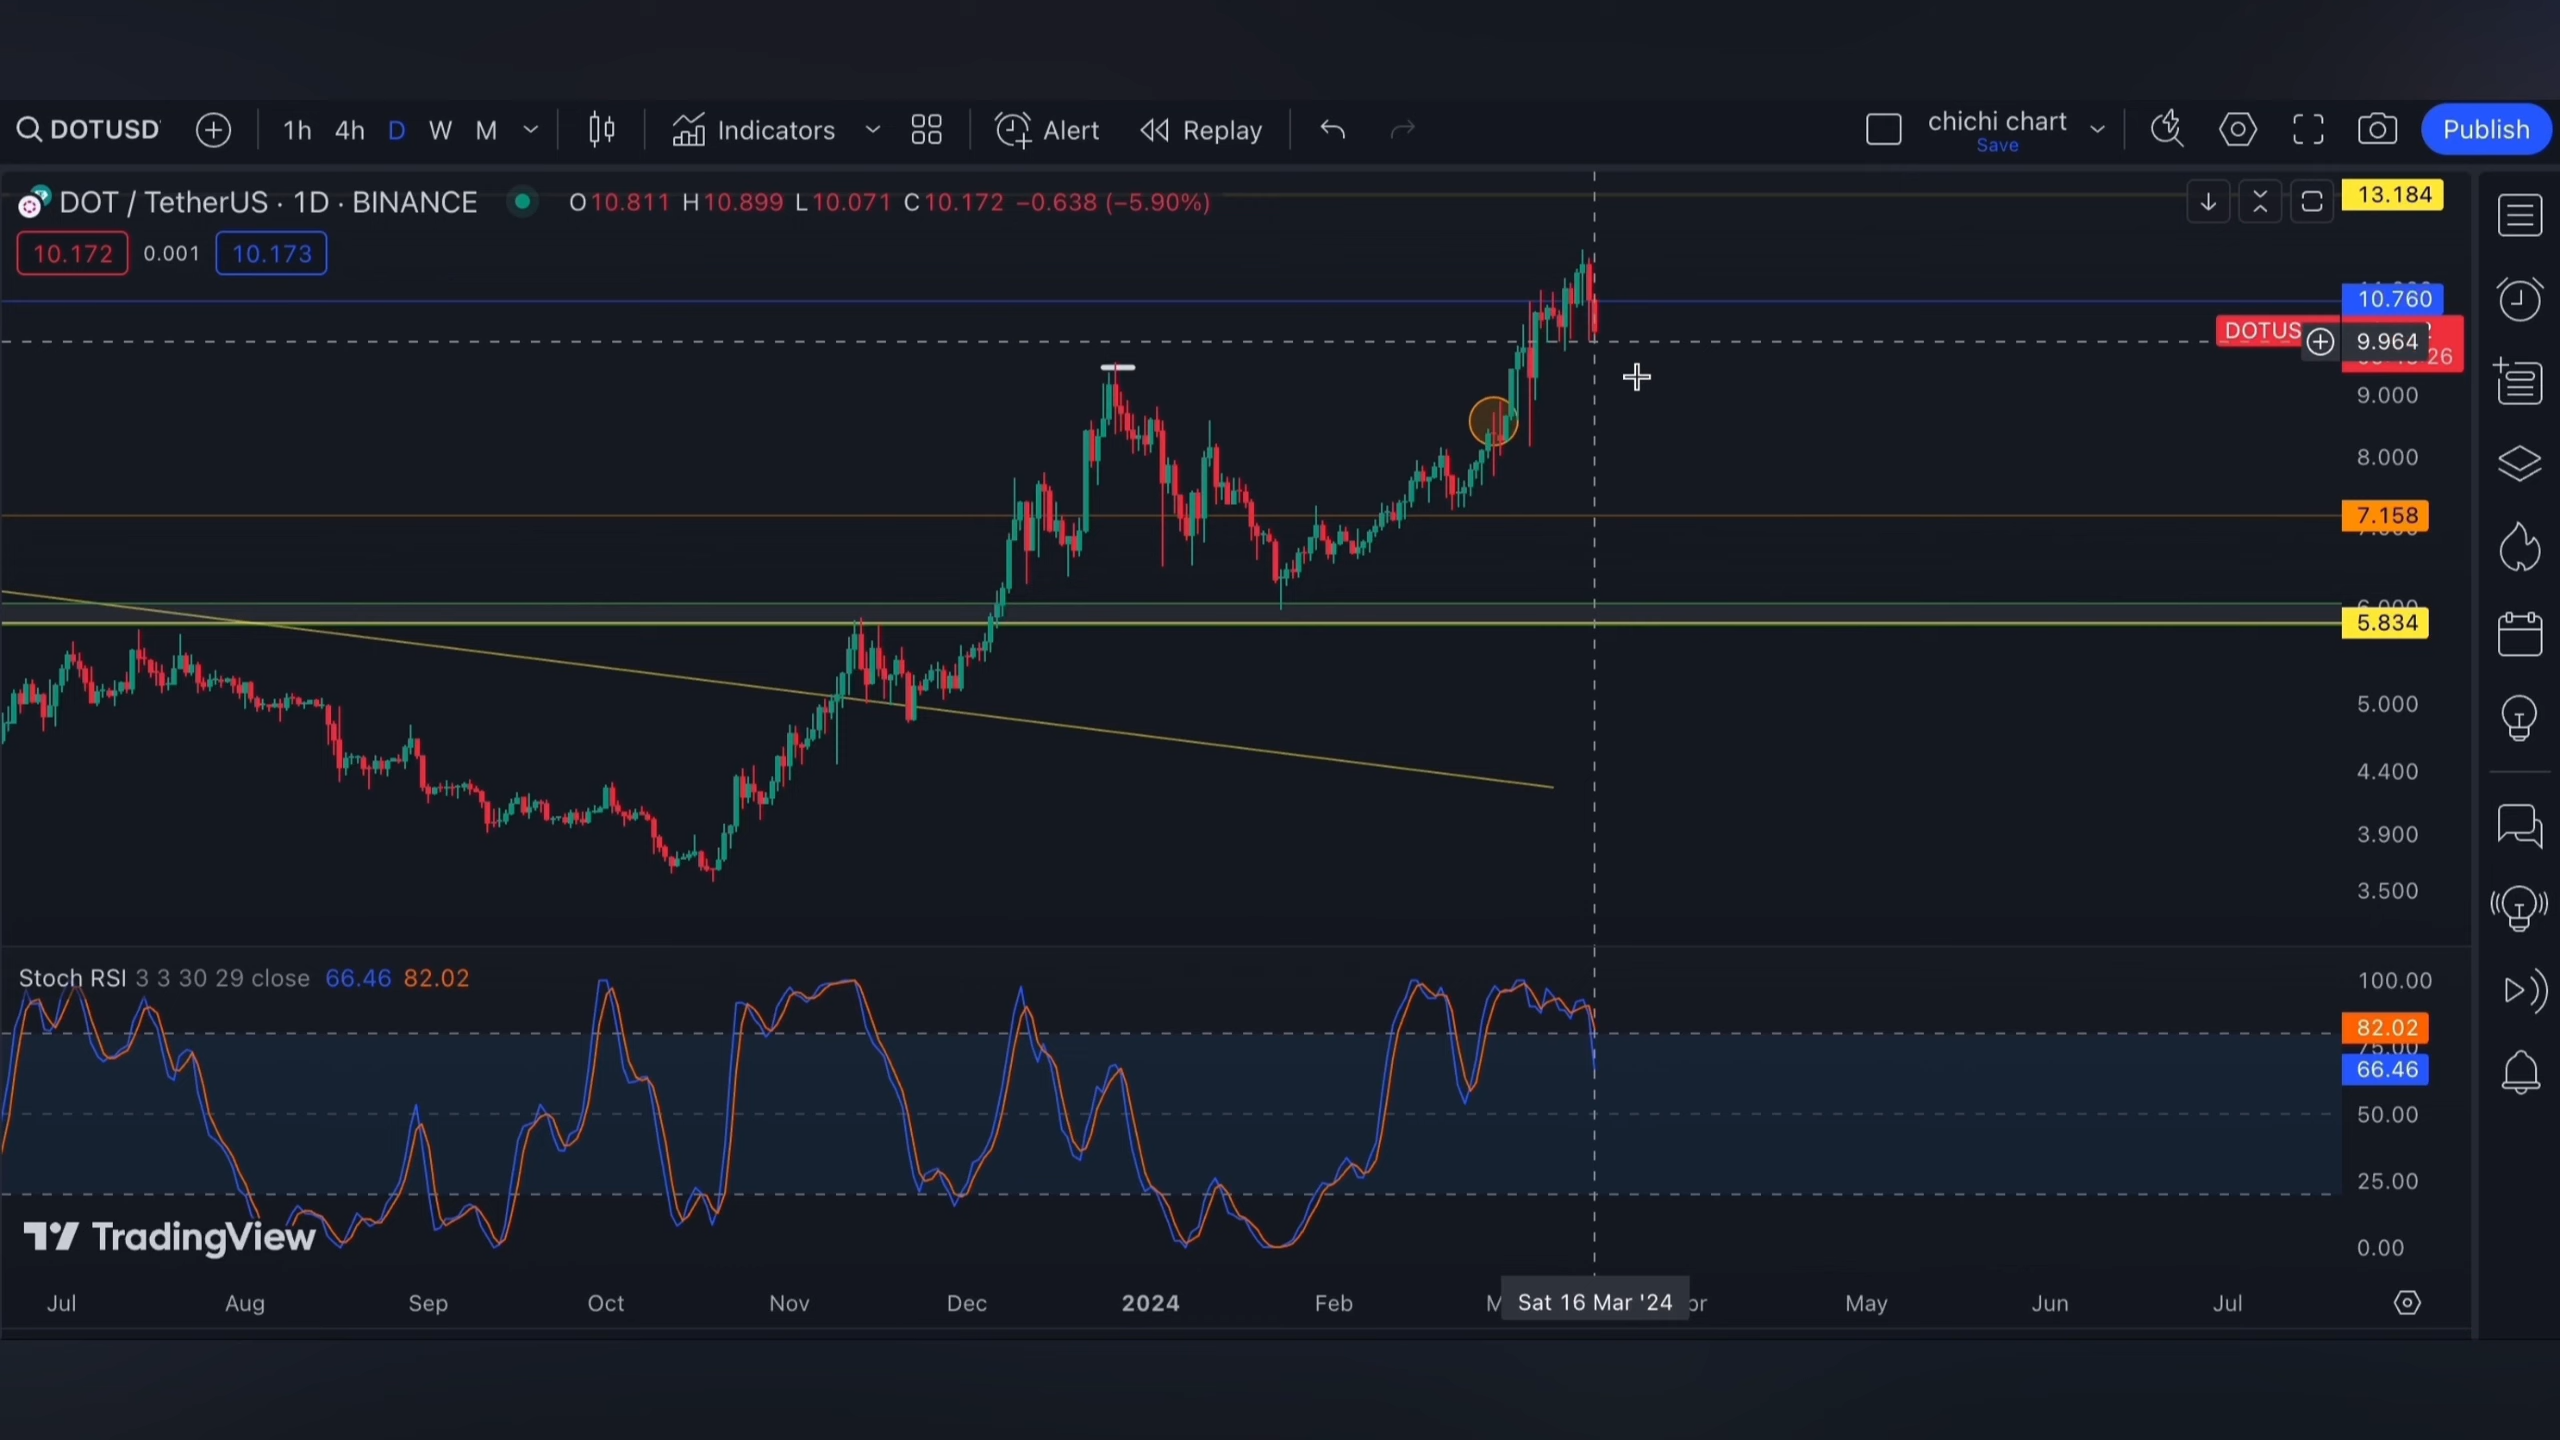 DOTUSD
1h 4h D W M Indicators Alert Replay chichi chart Publish
Save
DOT / TetherUS · 1D · BINANCE O10.811 H10.899 L10.071 C10.172 −0.638 (−5.90%) 13.184
10.172 0.001 10.173
10.760
DOTUS 9.964
26
9.000
8.000
7.158
5.834
5.000
4.400
3.900
3.500
Stoch RSI 3 3 30 29 close 66.46 82.02 100.00
82.02
75.00
66.46
50.00
25.00
TradingView
0.00
Jul Aug Sep Oct Nov Dec 2024 Feb M Sat 16 Mar '24 pr May Jun Jul